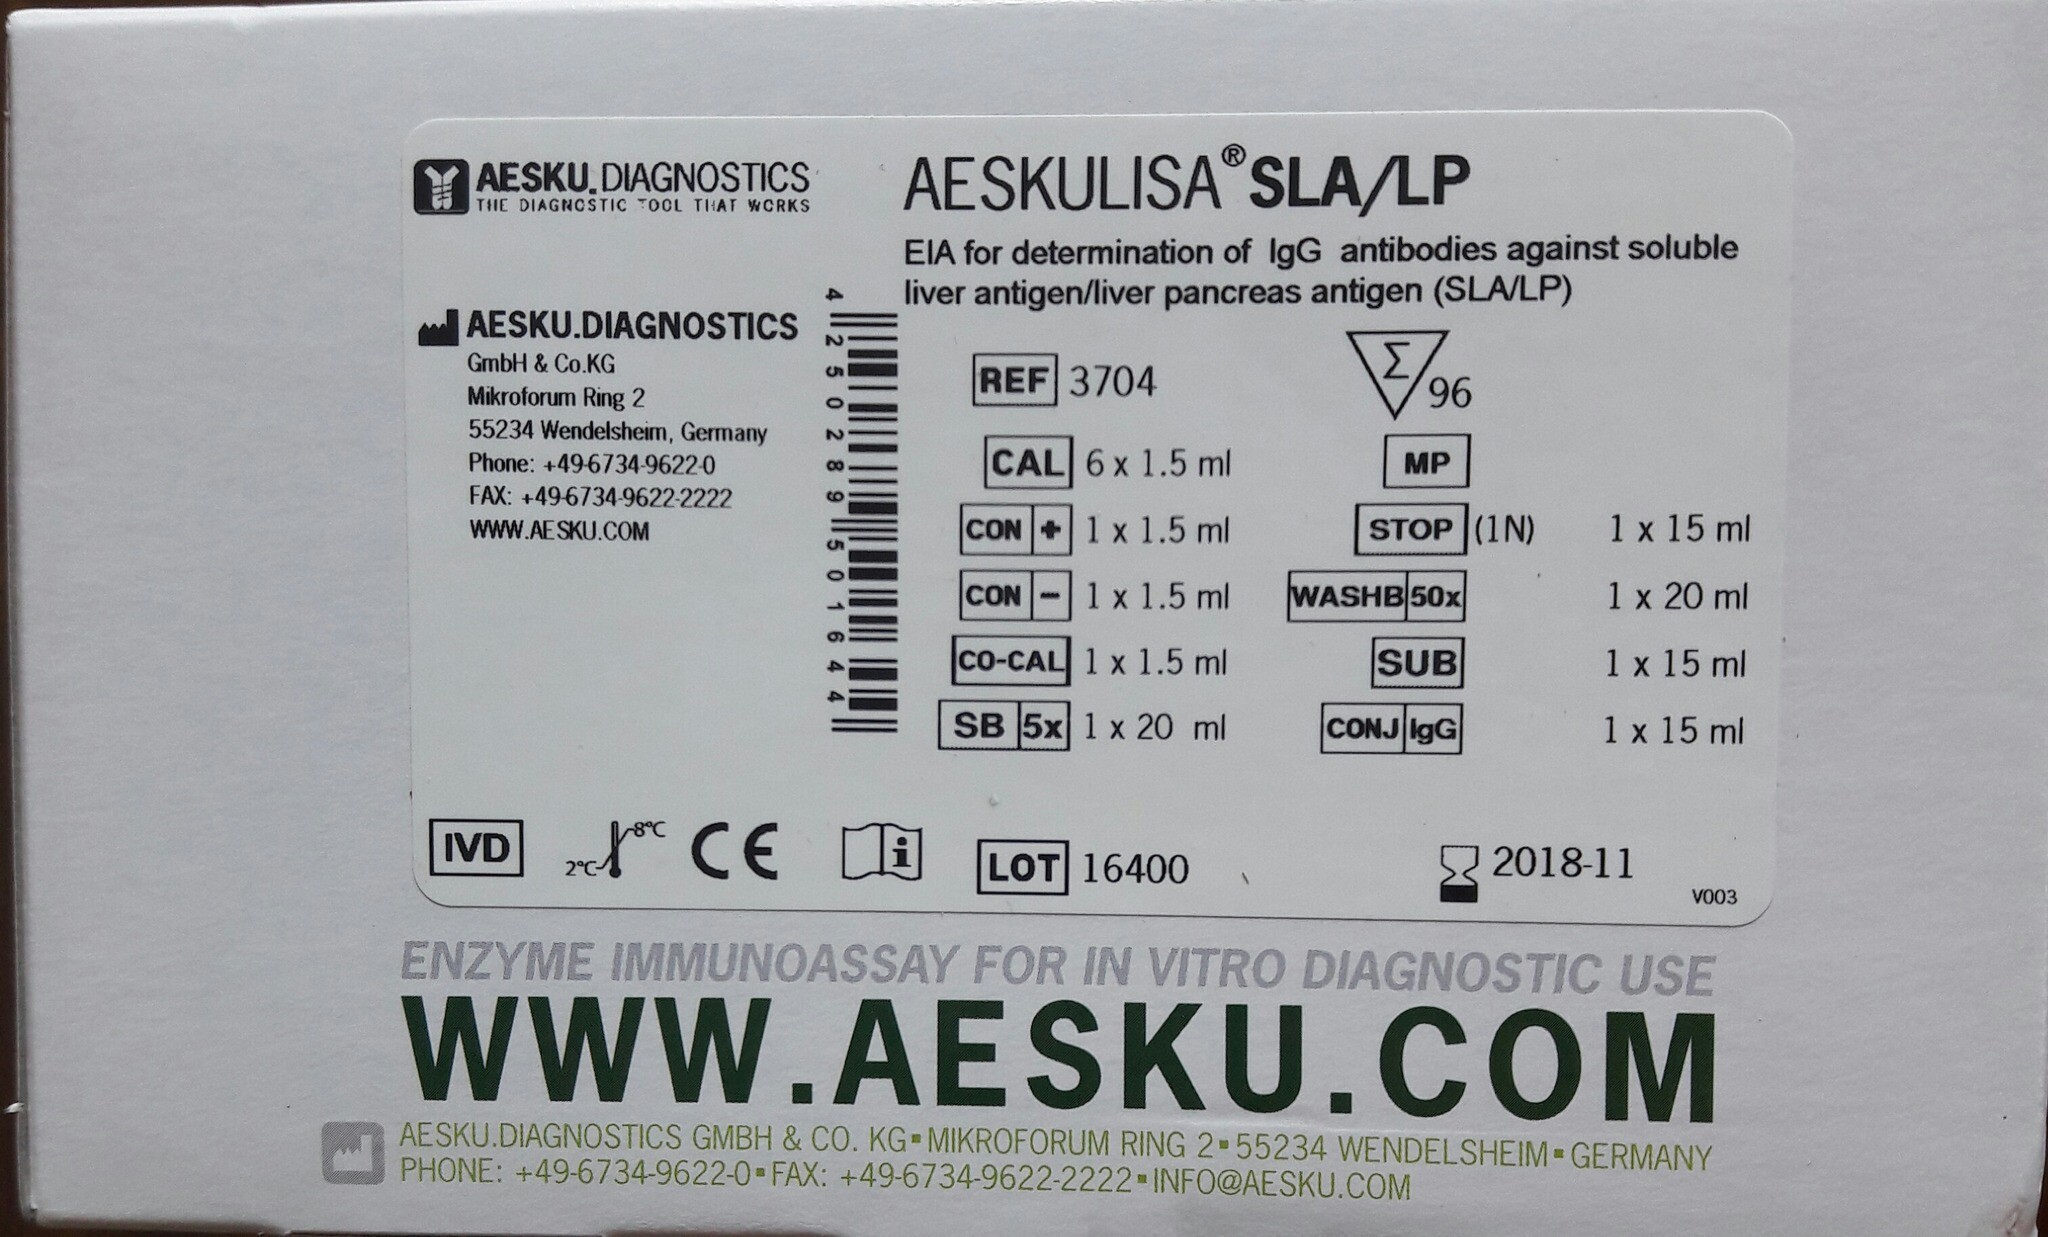 AESKU.DIAGNOSTICS
THE DIAGNOSTIC TOOL THAT WORKS
AESKU.DIAGNOSTICS
GmbH & Co.KG
Mikroforum Ring 2
55234 Wendelsheim, Germany
Phone: +49-6734-9622-0
FAX: +49-6734-9622-2222
WWW.AESKU.COM
4 250289 501644
AESKULISA® SLA/LP
EIA for determination of IgG antibodies against soluble
liver antigen/liver pancreas antigen (SLA/LP)
REF 3704
Σ 96
CAL 6 x 1.5 ml
MP
CON + 1 x 1.5 ml
STOP (1N) 1 x 15 ml
CON − 1 x 1.5 ml
WASHB 50x 1 x 20 ml
CO-CAL 1 x 1.5 ml
SUB 1 x 15 ml
SB 5x 1 x 20 ml
CONJ IgG 1 x 15 ml
IVD
2°C 8°C
CE
i
LOT 16400
2018-11
V003
ENZYME IMMUNOASSAY FOR IN VITRO DIAGNOSTIC USE
WWW.AESKU.COM
AESKU.DIAGNOSTICS GMBH & CO. KG▪MIKROFORUM RING 2▪55234 WENDELSHEIM▪GERMANY
PHONE: +49-6734-9622-0▪FAX: +49-6734-9622-2222▪INFO@AESKU.COM